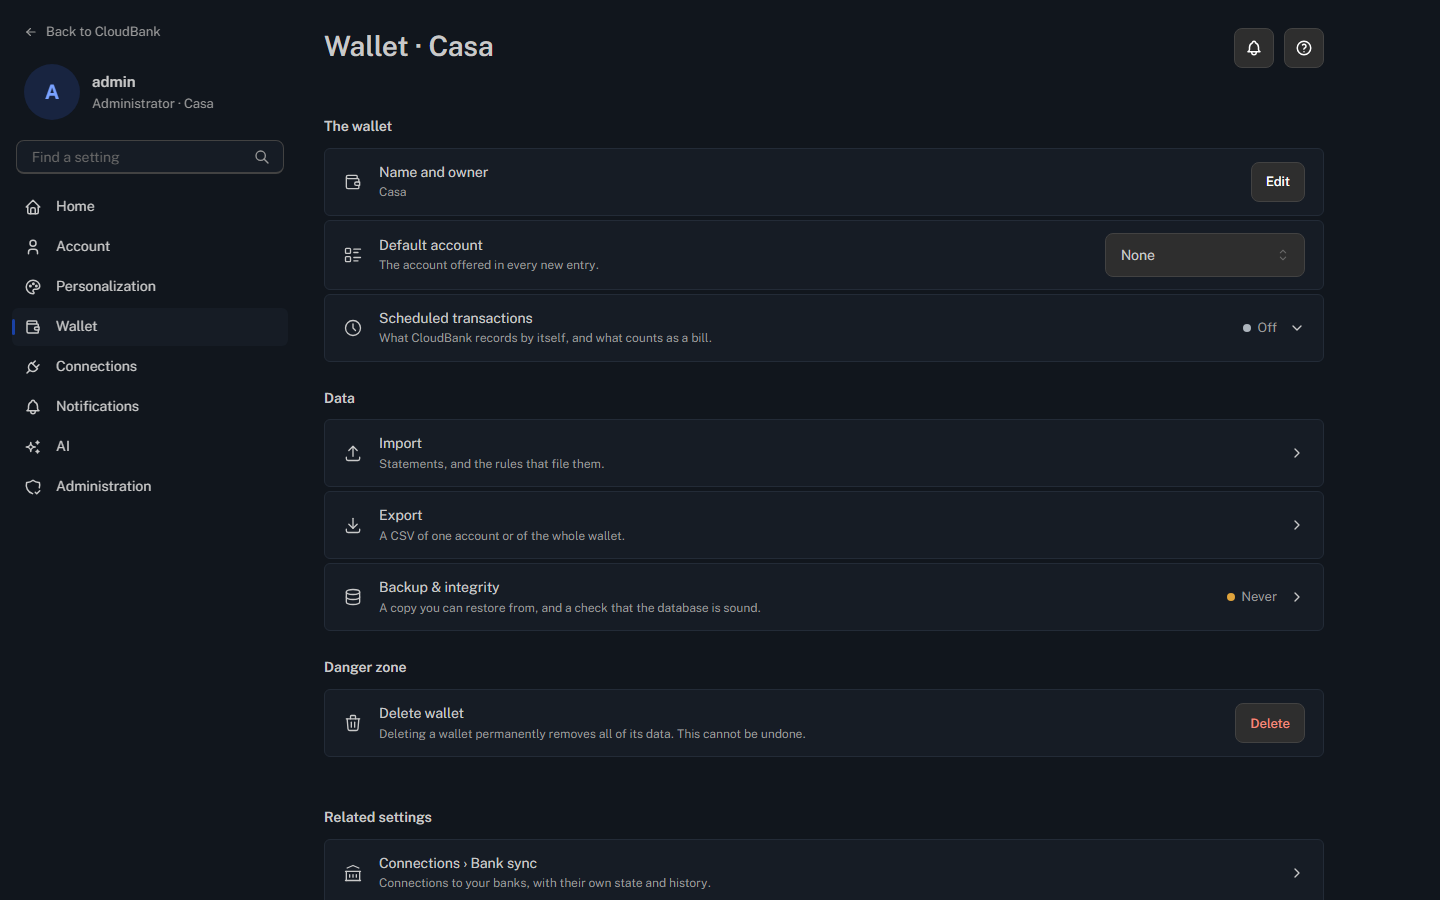 Back to CloudBank
A
admin
Administrator · Casa
Find a setting
Home
Account
Personalization
Wallet
Connections
Notifications
AI
Administration
Wallet · Casa
The wallet
Name and owner
Casa
Edit
Default account
The account offered in every new entry.
None
Scheduled transactions
What CloudBank records by itself, and what counts as a bill.
Off
Data
Import
Statements, and the rules that file them.
Export
A CSV of one account or of the whole wallet.
Backup & integrity
A copy you can restore from, and a check that the database is sound.
Never
Danger zone
Delete wallet
Deleting a wallet permanently removes all of its data. This cannot be undone.
Delete
Related settings
Connections › Bank sync
Connections to your banks, with their own state and history.